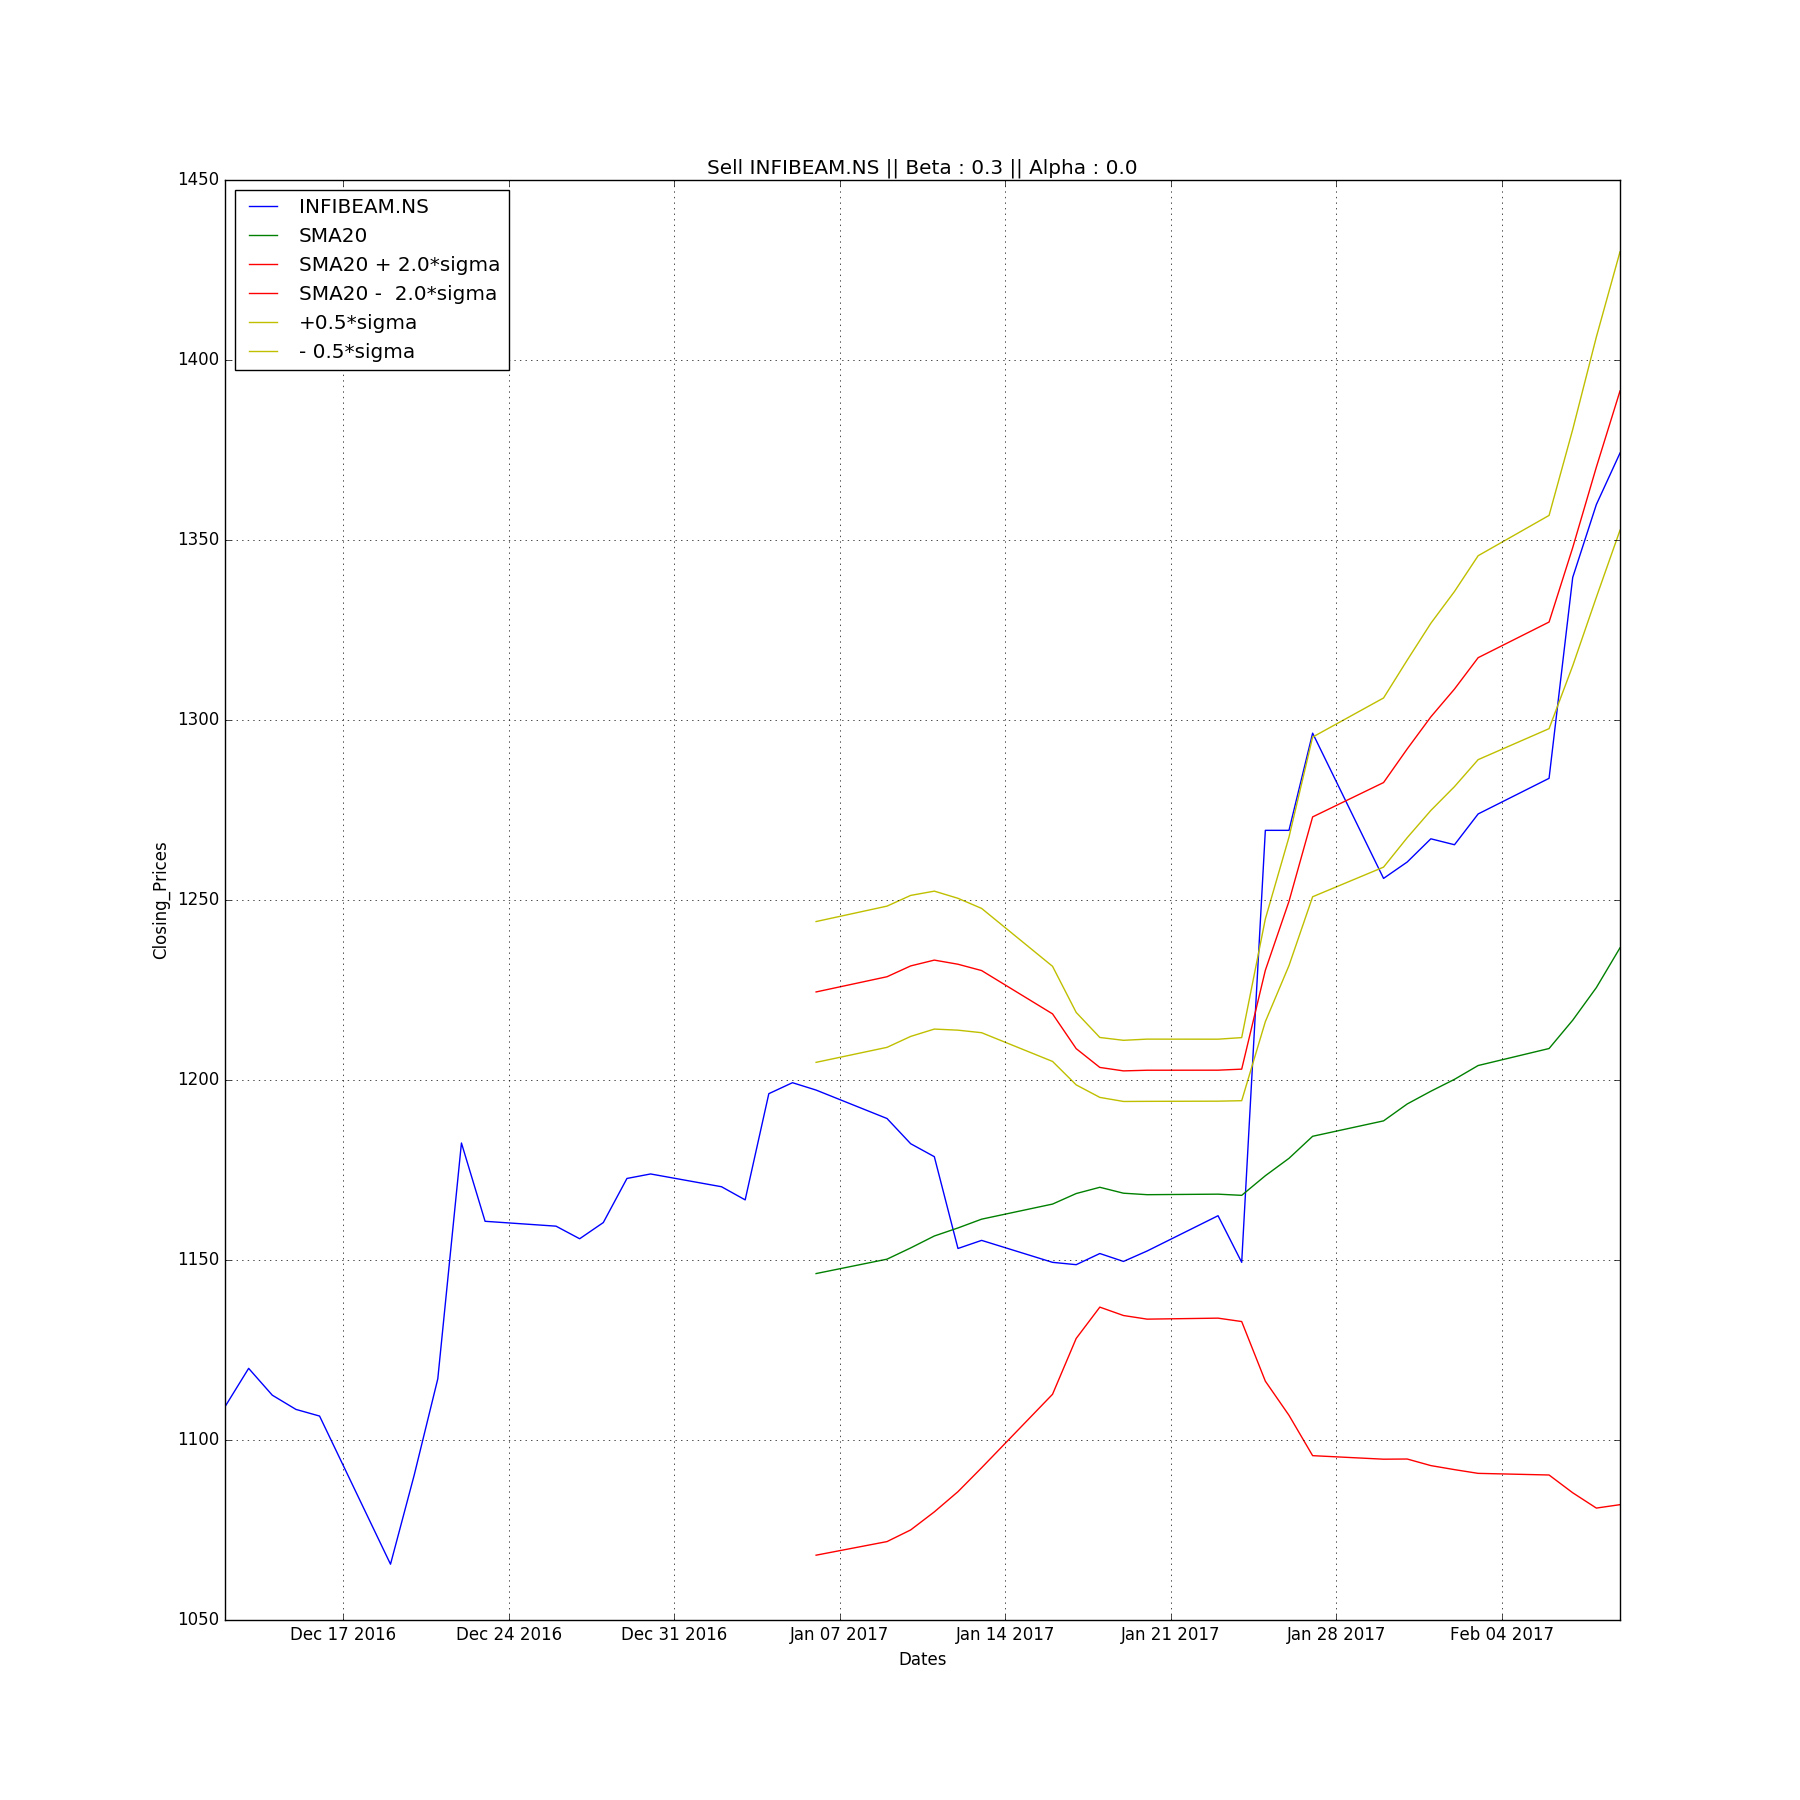 Sell INFIBEAM.NS || Beta : 0.3 || Alpha : 0.0
INFIBEAM.NS
SMA20
SMA20 + 2.0*sigma
SMA20 -  2.0*sigma
+0.5*sigma
- 0.5*sigma
1450
1400
1350
1300
1250
1200
1150
1100
1050
Closing_Prices
Dec 17 2016 Dec 24 2016 Dec 31 2016 Jan 07 2017 Jan 14 2017 Jan 21 2017 Jan 28 2017 Feb 04 2017
Dates